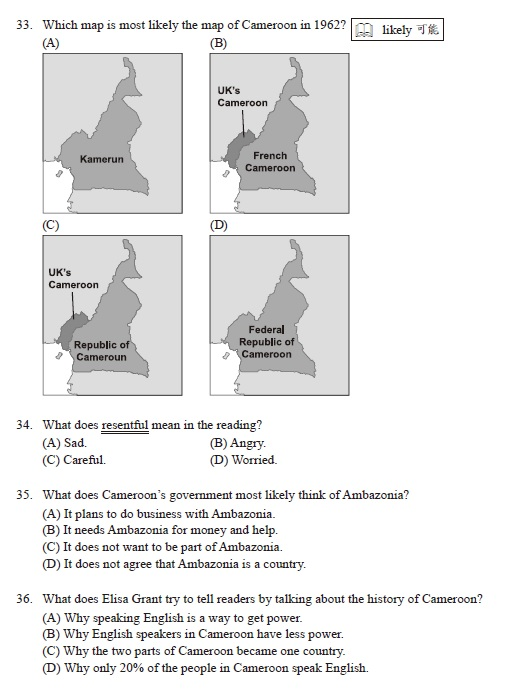 33. Which map is most likely the map of Cameroon in 1962?
likely 可能
(A)
(B)
Kamerun
UK's
Cameroon
French
Cameroon
(C)
(D)
UK's
Cameroon
Republic of
Cameroun
Federal
Republic of
Cameroon
34. What does resentful mean in the reading?
(A) Sad.
(B) Angry.
(C) Careful.
(D) Worried.
35. What does Cameroon's government most likely think of Ambazonia?
(A) It plans to do business with Ambazonia.
(B) It needs Ambazonia for money and help.
(C) It does not want to be part of Ambazonia.
(D) It does not agree that Ambazonia is a country.
36. What does Elisa Grant try to tell readers by talking about the history of Cameroon?
(A) Why speaking English is a way to get power.
(B) Why English speakers in Cameroon have less power.
(C) Why the two parts of Cameroon became one country.
(D) Why only 20% of the people in Cameroon speak English.